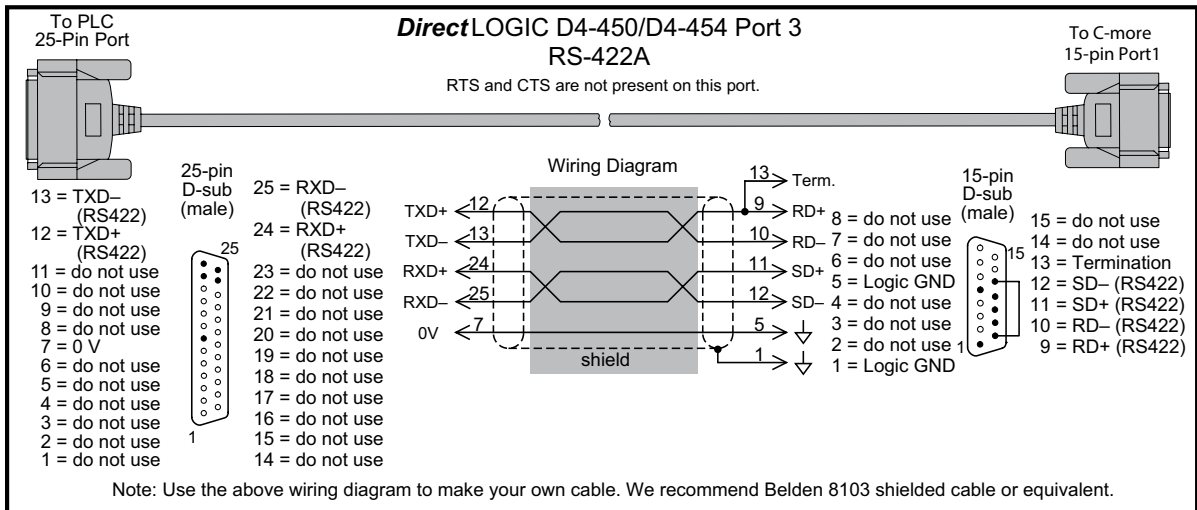 To PLC
25-Pin Port
DirectLOGIC D4-450/D4-454 Port 3
RS-422A
RTS and CTS are not present on this port.
To C-more
15-pin Port1
13 = TXD–
(RS422)
12 = TXD+
(RS422)
11 = do not use
10 = do not use
9 = do not use
8 = do not use
7 = 0 V
6 = do not use
5 = do not use
4 = do not use
3 = do not use
2 = do not use
1 = do not use
25-pin
D-sub
(male)
25
1
25 = RXD–
(RS422)
24 = RXD+
(RS422)
23 = do not use
22 = do not use
21 = do not use
20 = do not use
19 = do not use
18 = do not use
17 = do not use
16 = do not use
15 = do not use
14 = do not use
Wiring Diagram
13 Term.
TXD+ 12 9 RD+
TXD– 13 10 RD–
RXD+ 24 11 SD+
RXD– 25 12 SD–
0V 7 5
shield 1
8 = do not use
7 = do not use
6 = do not use
5 = Logic GND
4 = do not use
3 = do not use
2 = do not use
1 = Logic GND
15-pin
D-sub
(male)
15
1
15 = do not use
14 = do not use
13 = Termination
12 = SD– (RS422)
11 = SD+ (RS422)
10 = RD– (RS422)
9 = RD+ (RS422)
Note: Use the above wiring diagram to make your own cable. We recommend Belden 8103 shielded cable or equivalent.